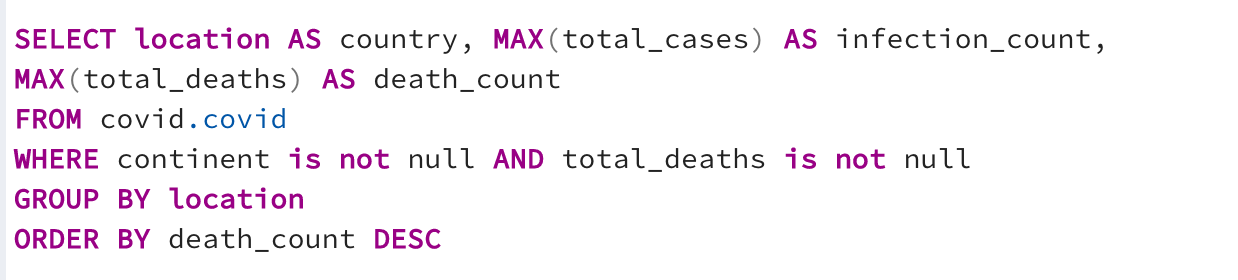 SELECT location AS country, MAX(total_cases) AS infection_count,
MAX(total_deaths) AS death_count
FROM covid.covid
WHERE continent is not null AND total_deaths is not null
GROUP BY location
ORDER BY death_count DESC